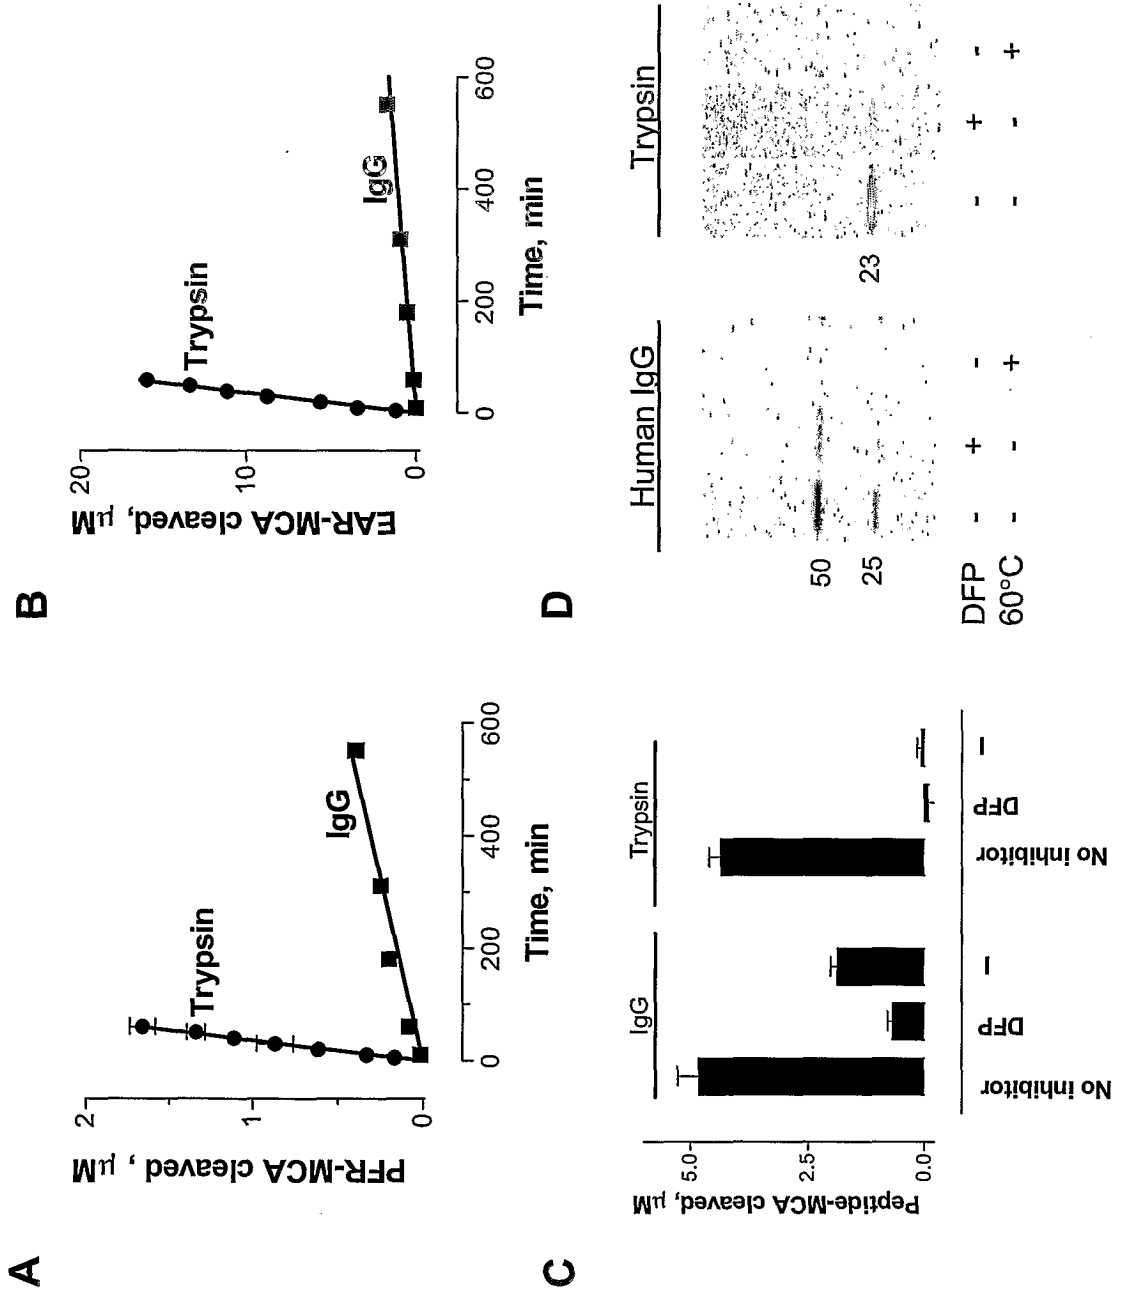 A
PFR-MCA cleaved , µM
2
1
0
Trypsin
IgG
0
200
400
600
Time, min
B
EAR-MCA cleaved, µM
20
10
0
Trypsin
IgG
0
200
400
600
Time, min
C
Peptide-MCA cleaved, µM
5.0
2.5
0.0
IgG
Trypsin
No inhibitor
DFP
I
No inhibitor
DFP
I
D
Human IgG
Trypsin
50
25
23
DFP - + - - + -
60°C - - + - - +